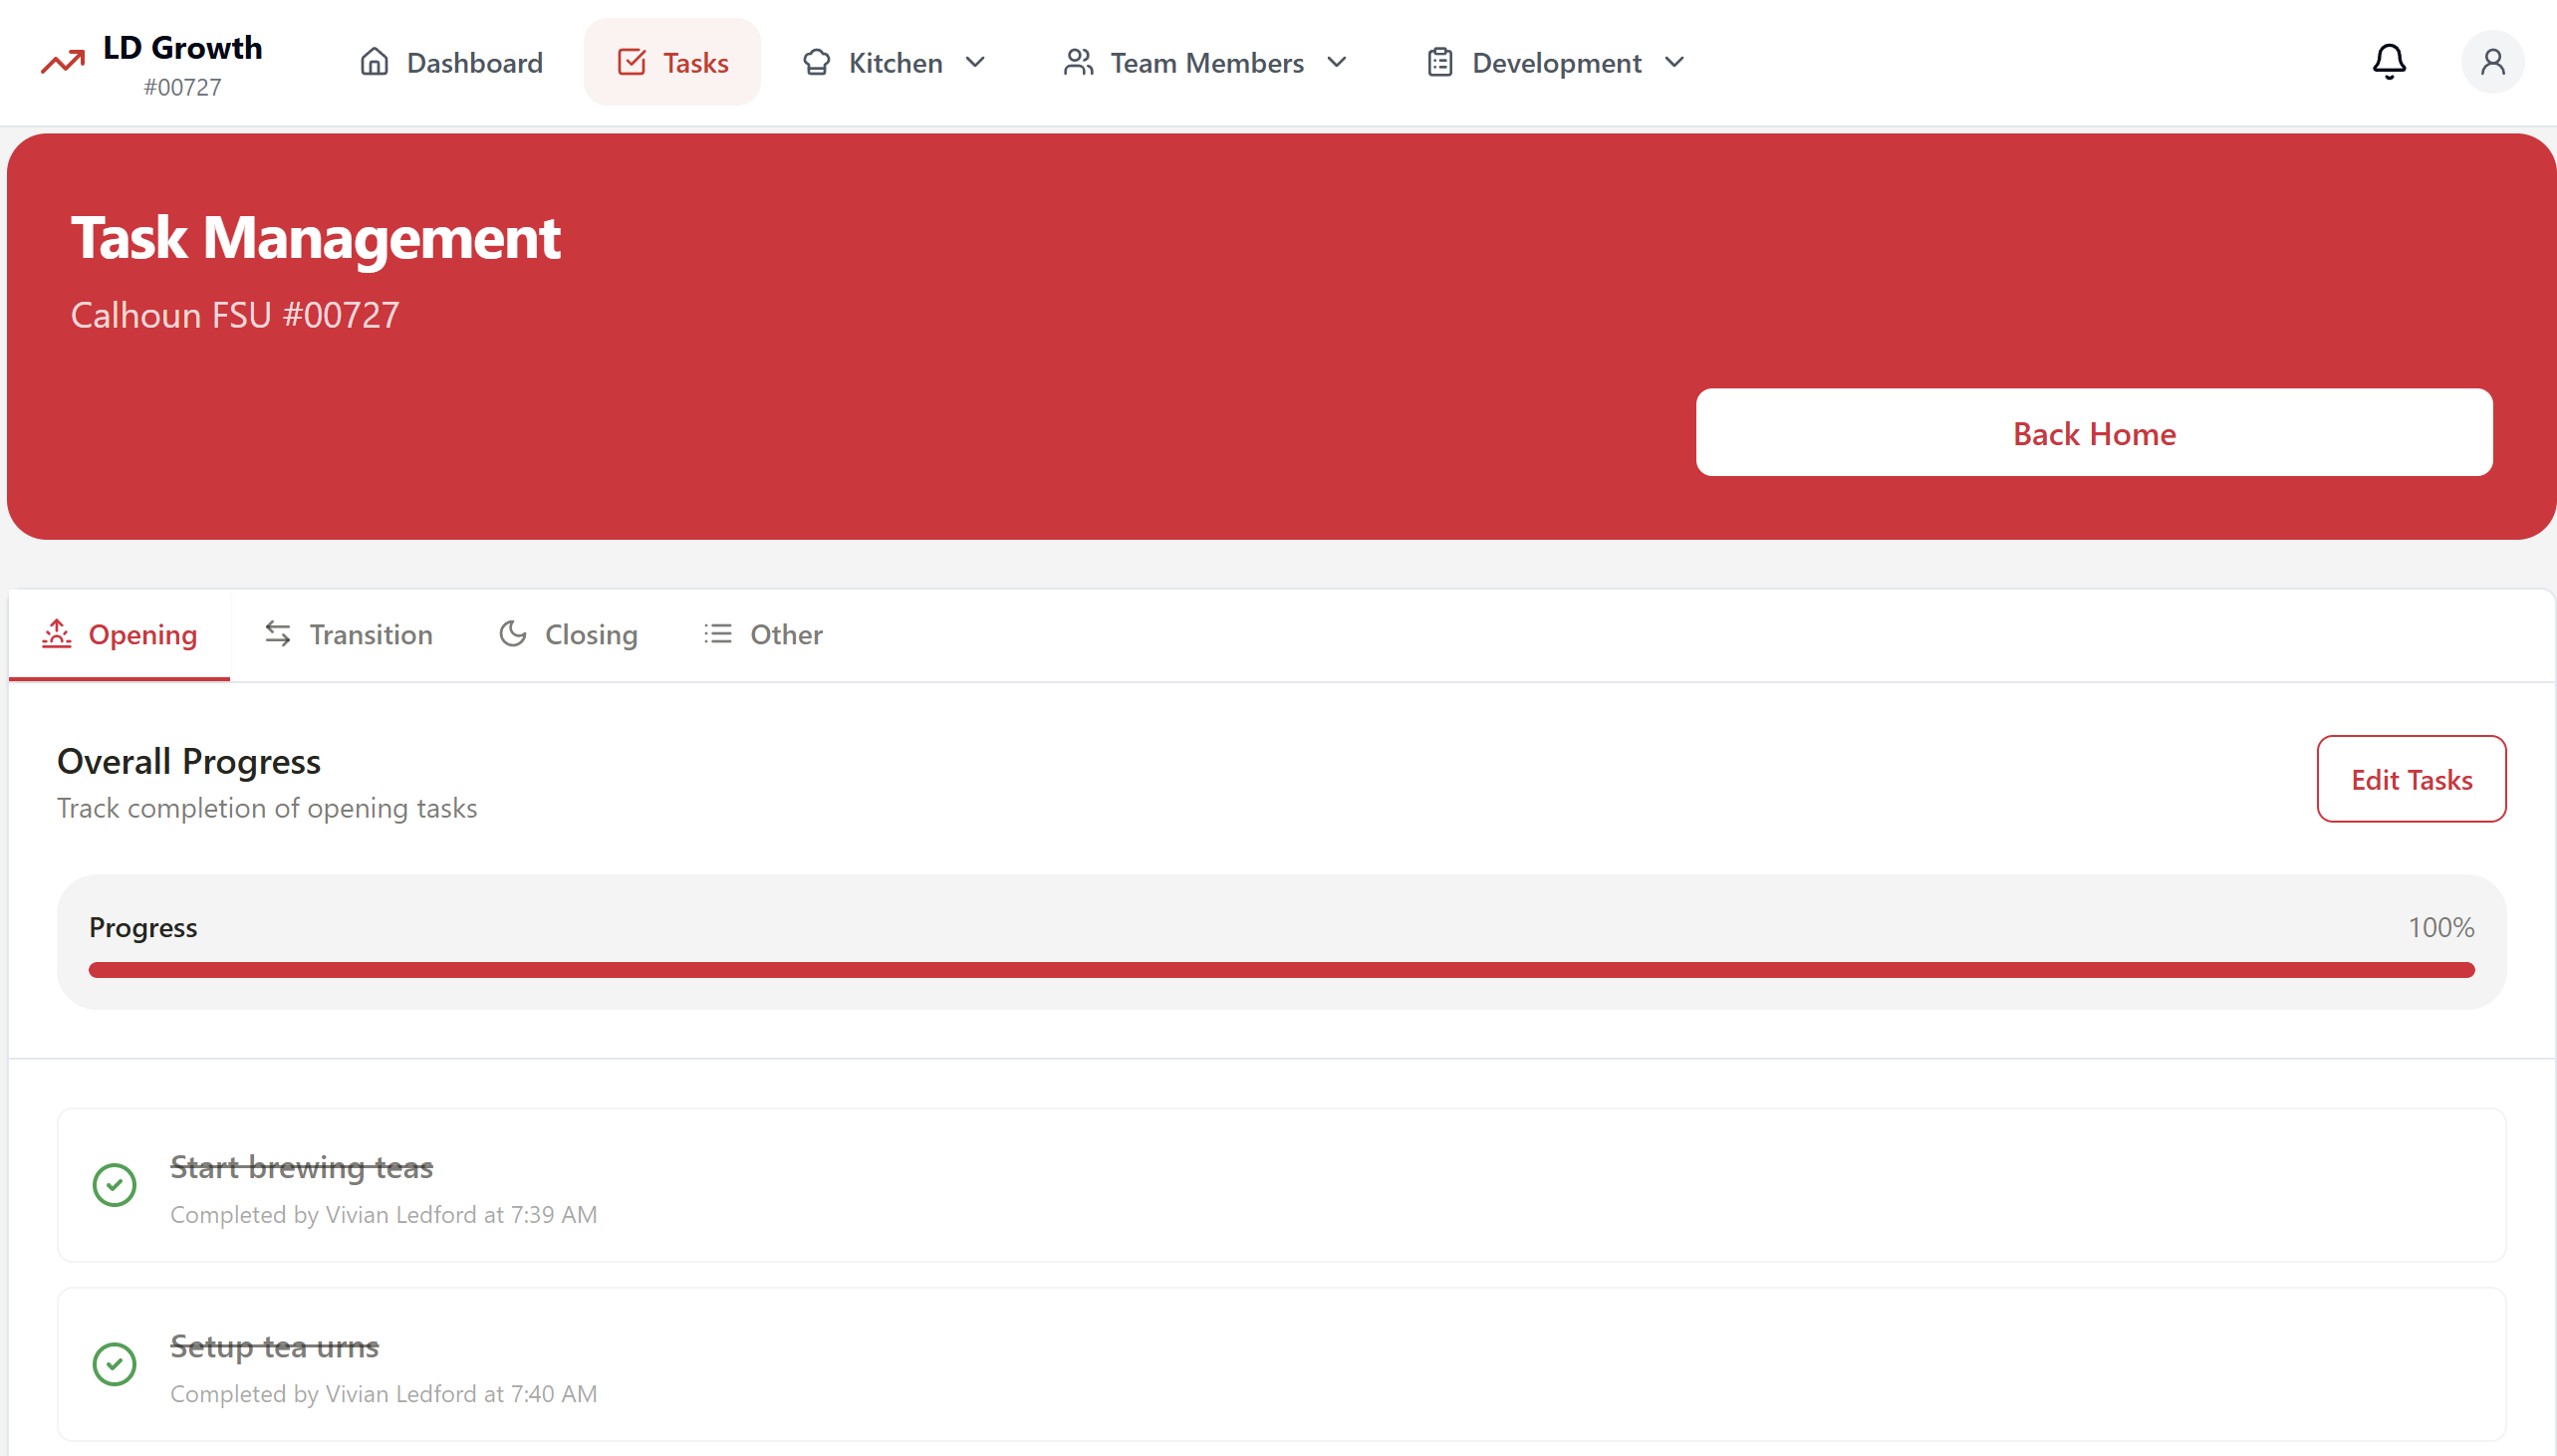 LD Growth
#00727
Dashboard
Tasks
Kitchen
Team Members
Development
Task Management
Calhoun FSU #00727
Back Home
Opening
Transition
Closing
Other
Overall Progress
Track completion of opening tasks
Edit Tasks
Progress
100%
Start brewing teas
Completed by Vivian Ledford at 7:39 AM
Setup tea urns
Completed by Vivian Ledford at 7:40 AM